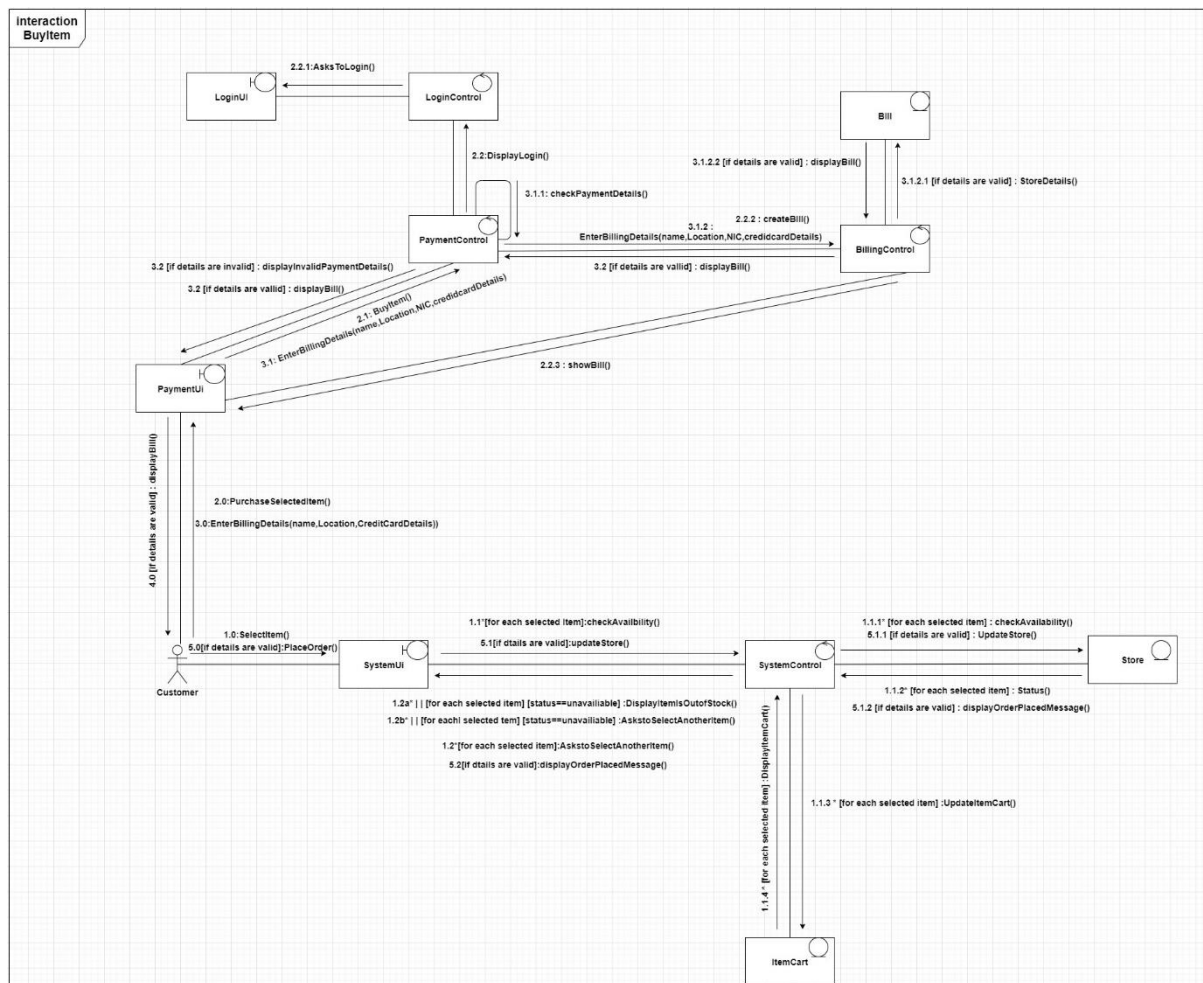 interaction
BuyItem
2.2.1:AsksToLogin()
LoginUi
LoginControl
Bill
2.2:DisplayLogin()
3.1.2.2 [if details are valid] : displayBill()
3.1.2.1 [if details are valid] : StoreDetails()
3.1.1: checkPaymentDetails()
2.2.2 : createBill()
3.1.2 :
EnterBillingDetails(name,Location,NIC,credidcardDetails)
PaymentControl
BillingControl
3.2 [if details are invalid] : displayInvalidPaymentDetails()
3.2 [if details are vallid] : displayBill()
3.2 [if details are vallid] : displayBill()
2.1: BuyItem()
3.1: EnterBillingDetails(name,Location,NIC,credidcardDetails)
2.2.3 : showBill()
PaymentUi
4.0 [if details are valid] : displayBill()
2.0:PurchaseSelectedItem()
3.0:EnterBillingDetails(name,Location,CreditCardDetails))
1.0:SelectItem()
5.0[if details are valid]:PlaceOrder()
Customer
SystemUi
1.1*[for each selected item]:checkAvailbility()
5.1[if dtails are valid]:updateStore()
SystemControl
1.1.1* [for each selected item] : checkAvailability()
5.1.1 [if details are valid] : UpdateStore()
Store
1.1.2* [for each selected item] : Status()
5.1.2 [if details are valid] : displayOrderPlacedMessage()
1.2a* | | [for each selected item] [status==unavailiable] :DisplayItemIsOutofStock()
1.2b* | | [for eachl selected tem] [status==unavailiable] :AskstoSelectAnotherItem()
1.2*[for each selected item]:AskstoSelectAnotherItem()
5.2[if dtails are valid]:displayOrderPlacedMessage()
1.1.4 * [for each selected item] :DisplayItemCart()
1.1.3 * [for each selected item] :UpdateItemCart()
ItemCart